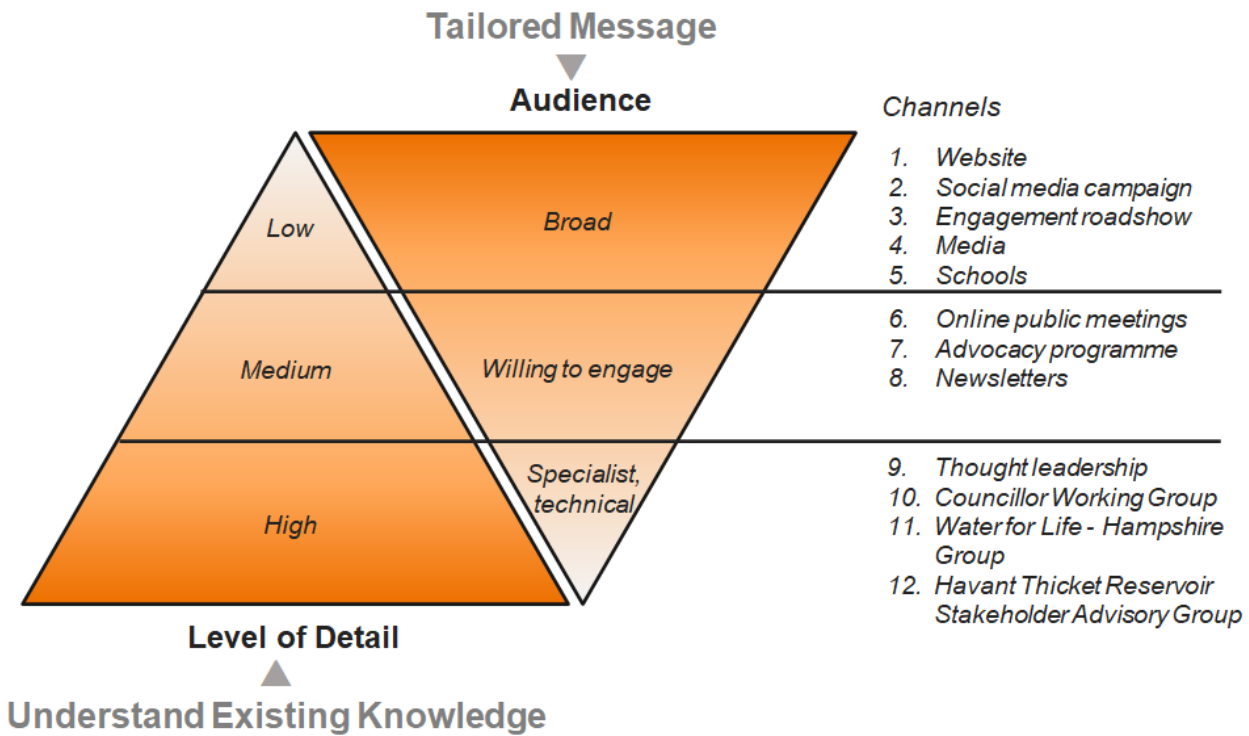 Tailored Message
Audience
Channels
1. Website
2. Social media campaign
3. Engagement roadshow
4. Media
5. Schools
Low
Broad
6. Online public meetings
7. Advocacy programme
8. Newsletters
Medium
Willing to engage
9. Thought leadership
10. Councillor Working Group
11. Water for Life - Hampshire
Group
12. Havant Thicket Reservoir
Stakeholder Advisory Group
High
Specialist,
technical
Level of Detail
Understand Existing Knowledge